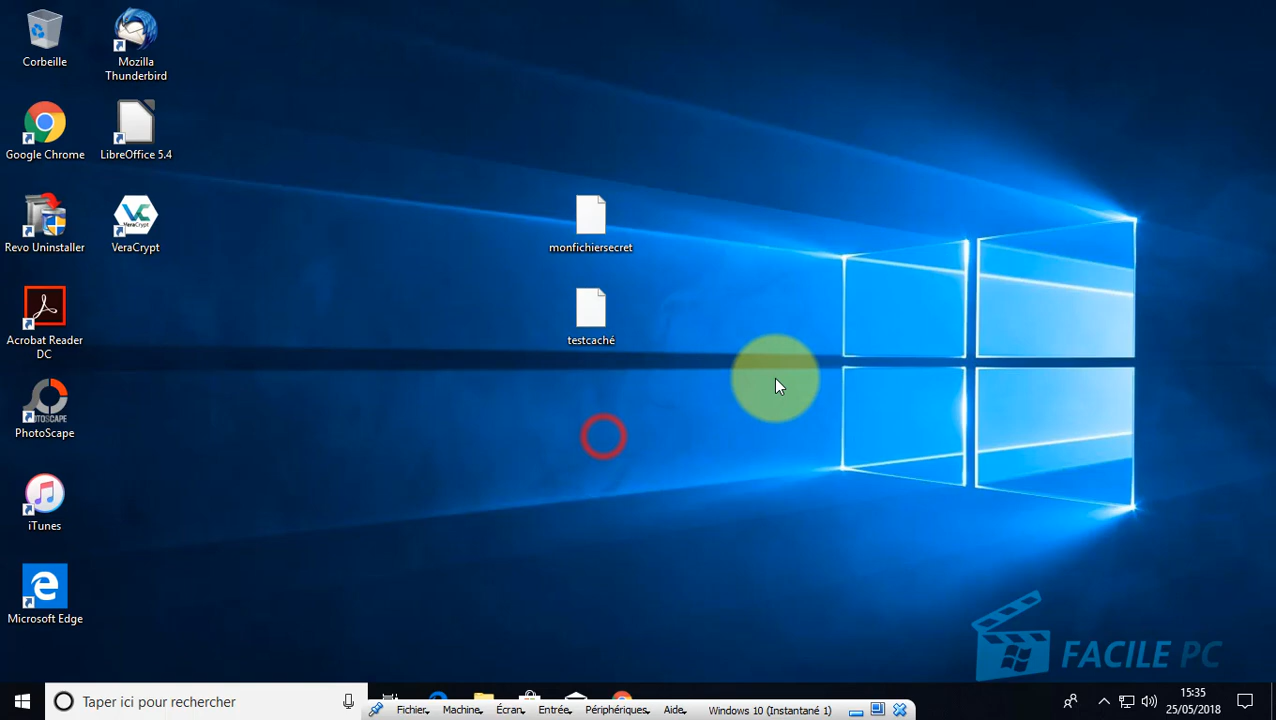 Corbeille
Mozilla
Thunderbird
Google Chrome
LibreOffice 5.4
Revo Uninstaller
VeraCrypt
VeraCrypt
monfichiersecret
Acrobat Reader
DC
testcaché
PHOTOSCAPE
PhotoScape
iTunes
Microsoft Edge
FACILE PC
Taper ici pour rechercher
Fichier
Machine
Écran
Entrée
Périphériques
Aide
Windows 10 (Instantané 1)
15:35
25/05/2018